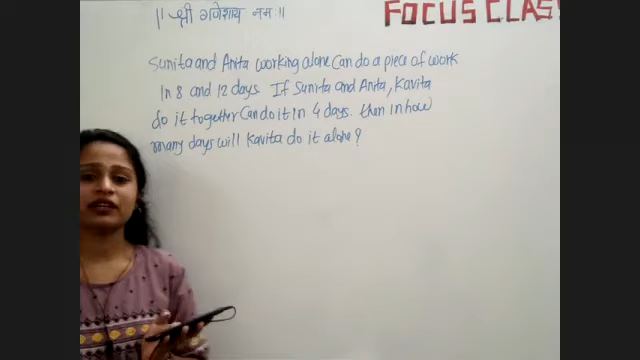 || श्री गणेशाय नमः ||
FOCUS CLAS
Sunita and Anita working alone can do a piece of work
in 8 and 12 days. If Sunita and Anita, Kavita
do it together can do it in 4 days. then in how
many days will Kavita do it alone?